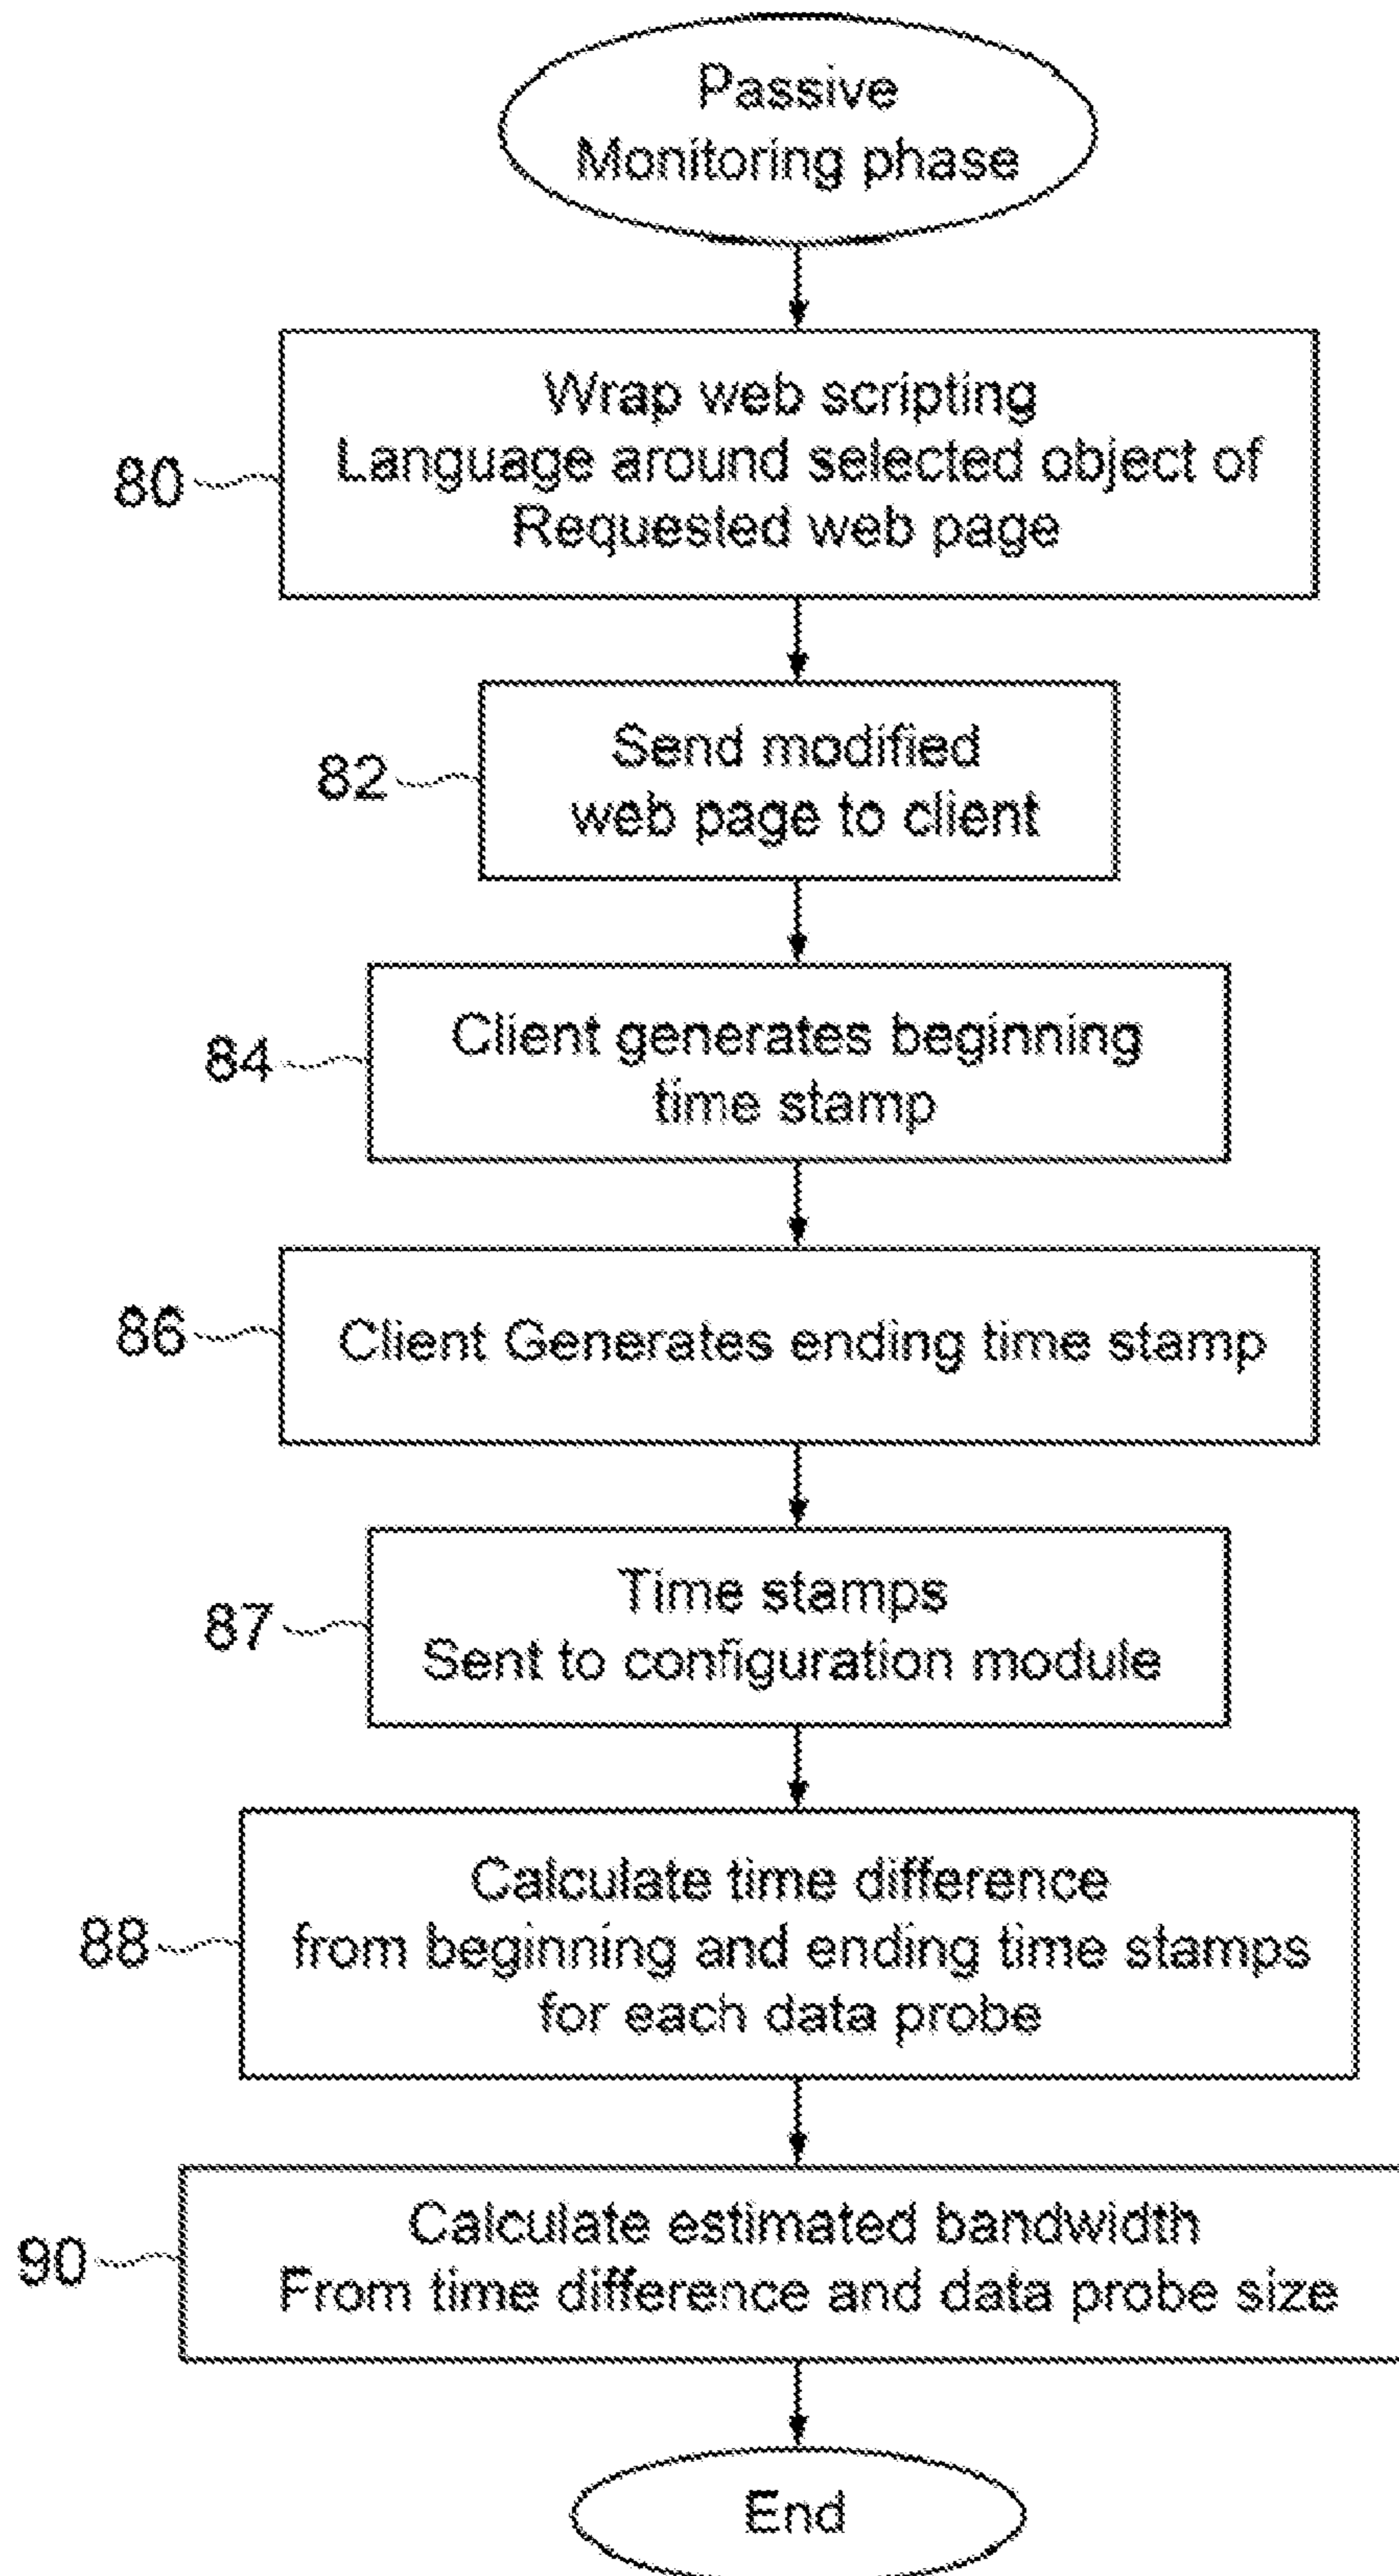 Passive
Monitoring phase
80
Wrap web scripting
Language around selected object of
Requested web page
82
Send modified
web page to client
84
Client generates beginning
time stamp
86
Client Generates ending time stamp
87
Time stamps
Sent to configuration module
88
Calculate time difference
from beginning and ending time stamps
for each data probe
90
Calculate estimated bandwidth
From time difference and data probe size
End